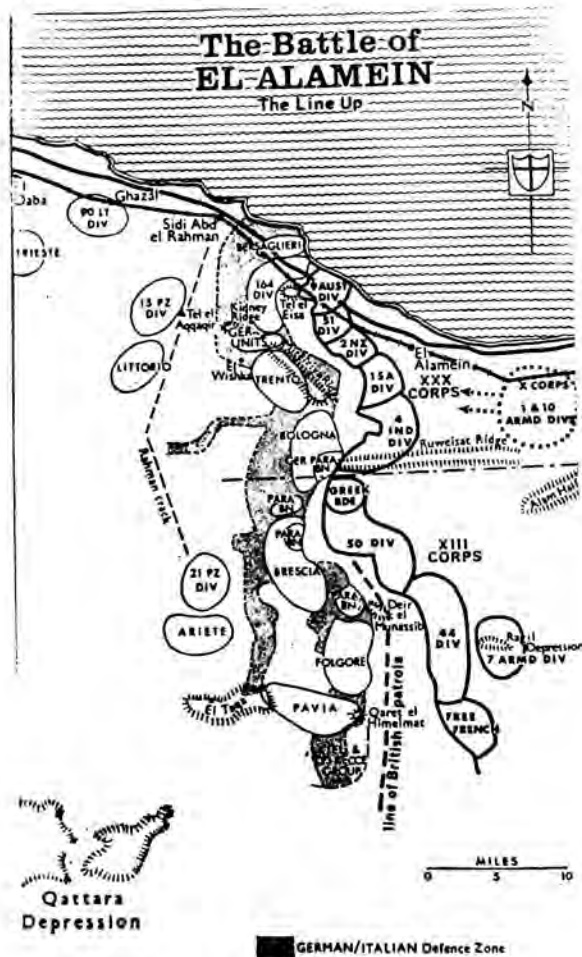 The Battle of
EL ALAMEIN
The Line Up
N
Daba
Ghazal
90 LT
DIV
Sidi Abd
el Rahman
TRIESTE
BERSAGLIERI
164
DIV
9 AUST
DIV
Tel el
Eisa
15 PZ
DIV
Tel el
Aqqaqir
Kidney
Ridge
GER
UNITS
51
DIV
2 NZ
DIV
El
Alamein
XXX
CORPS
X CORPS
1 & 10
ARMD DIVS
LITTORIO
El
Wishka
TRENTO
1SA
DIV
4
IND
DIV
Ruweisat Ridge
BOLOGNA
GER PARA
BN
Alam Halfa
Rahman track
PARA
BN
GREEK
BDE
PARA
BN
50 DIV
XIII
CORPS
BRESCIA
21 PZ
DIV
PARA
BN
Deir
el
Munassib
ARIETE
44
DIV
Ragil
Depression
7 ARMD DIV
FOLGORE
El Taqa
PAVIA
Qaret el
Himeimat
FREE
FRENCH
line of British patrols
Qattara
Depression
MILES
0 5 10
GERMAN/ITALIAN Defence Zone